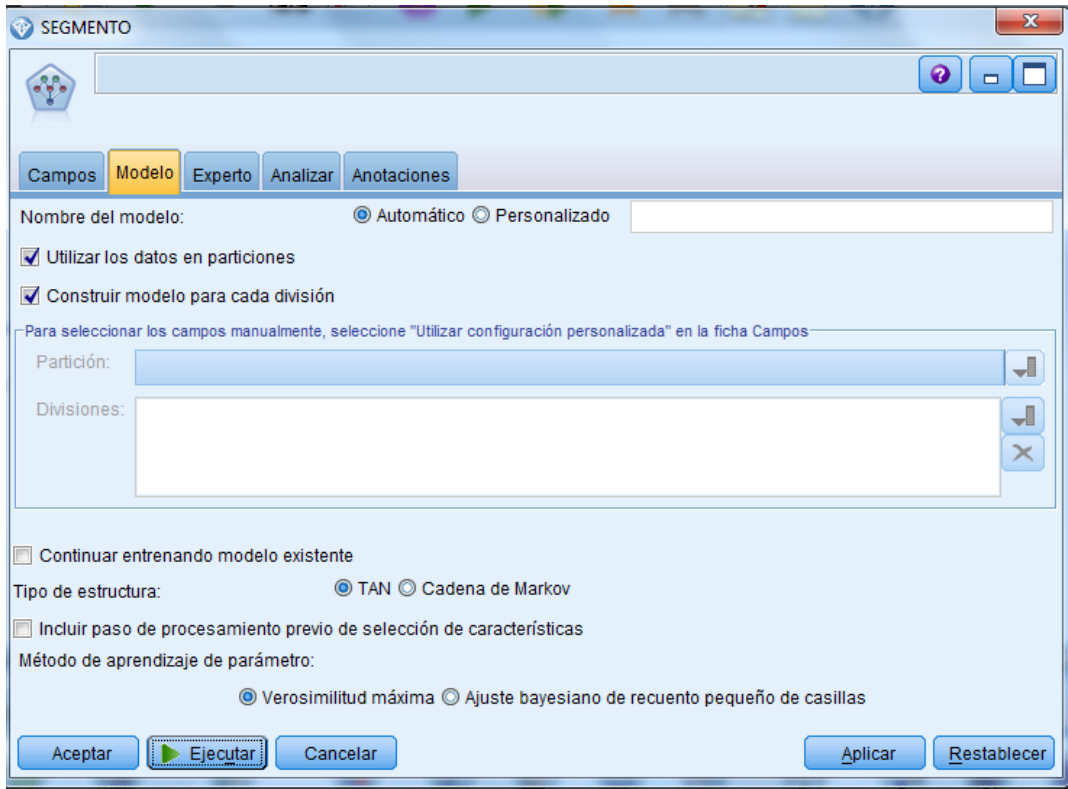 SEGMENTO
Campos Modelo Experto Analizar Anotaciones
Nombre del modelo: Automático Personalizado
Utilizar los datos en particiones
Construir modelo para cada división
Para seleccionar los campos manualmente, seleccione "Utilizar configuración personalizada" en la ficha Campos
Partición:
Divisiones:
Continuar entrenando modelo existente
Tipo de estructura: TAN Cadena de Markov
Incluir paso de procesamiento previo de selección de características
Método de aprendizaje de parámetro:
Verosimilitud máxima Ajuste bayesiano de recuento pequeño de casillas
Aceptar Ejecutar Cancelar Aplicar Restablecer